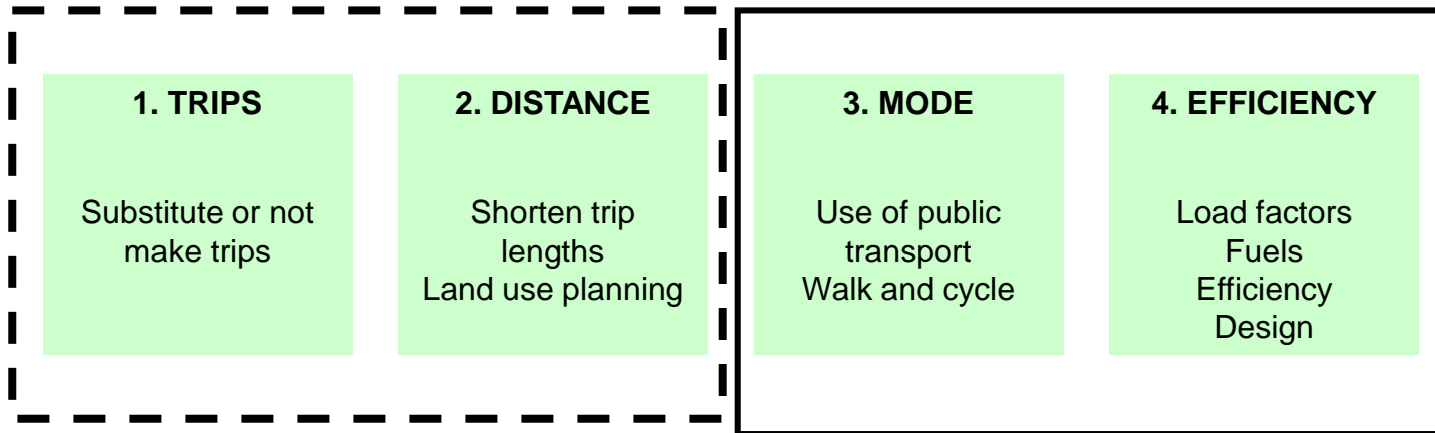 1. TRIPS
Substitute or not
make trips
2. DISTANCE
Shorten trip
lengths
Land use planning
3. MODE
Use of public
transport
Walk and cycle
4. EFFICIENCY
Load factors
Fuels
Efficiency
Design